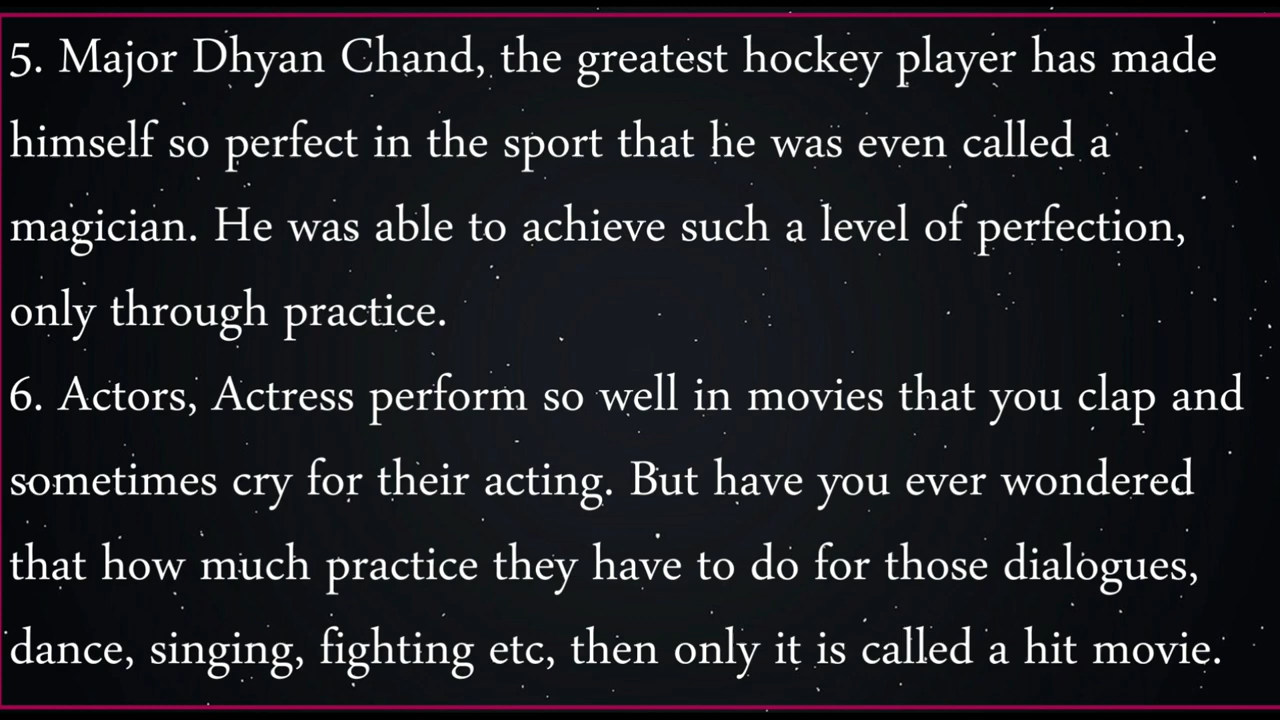 5. Major Dhyan Chand, the greatest hockey player has made
himself so perfect in the sport that he was even called a
magician. He was able to achieve such a level of perfection,
only through practice.
6. Actors, Actress perform so well in movies that you clap and
sometimes cry for their acting. But have you ever wondered
that how much practice they have to do for those dialogues,
dance, singing, fighting etc, then only it is called a hit movie.